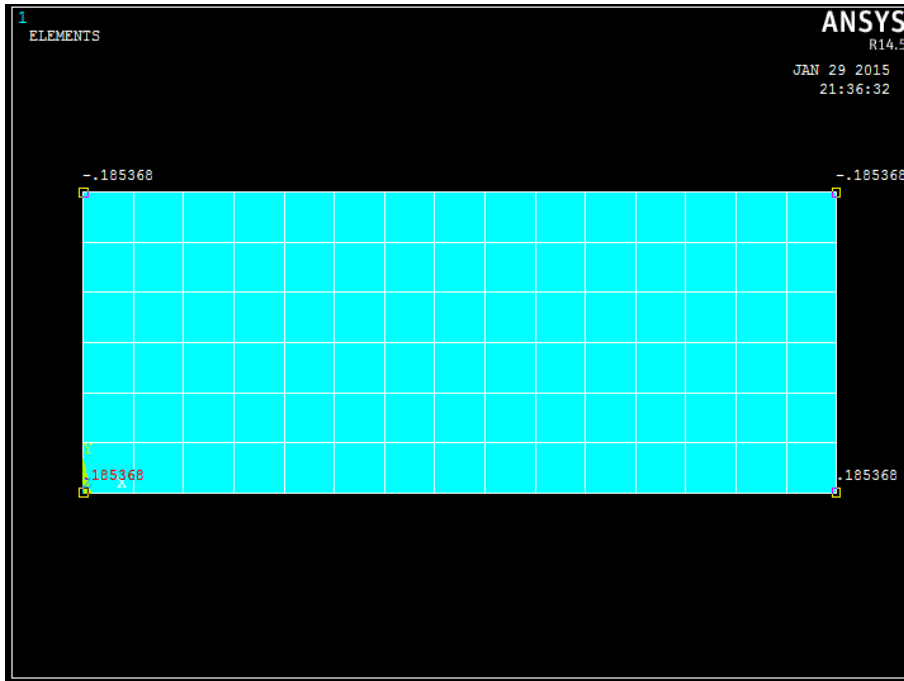 1
ELEMENTS
ANSYS
R14.5
JAN 29 2015
21:36:32
-.185368
-.185368
Y
.185368
X
.185368